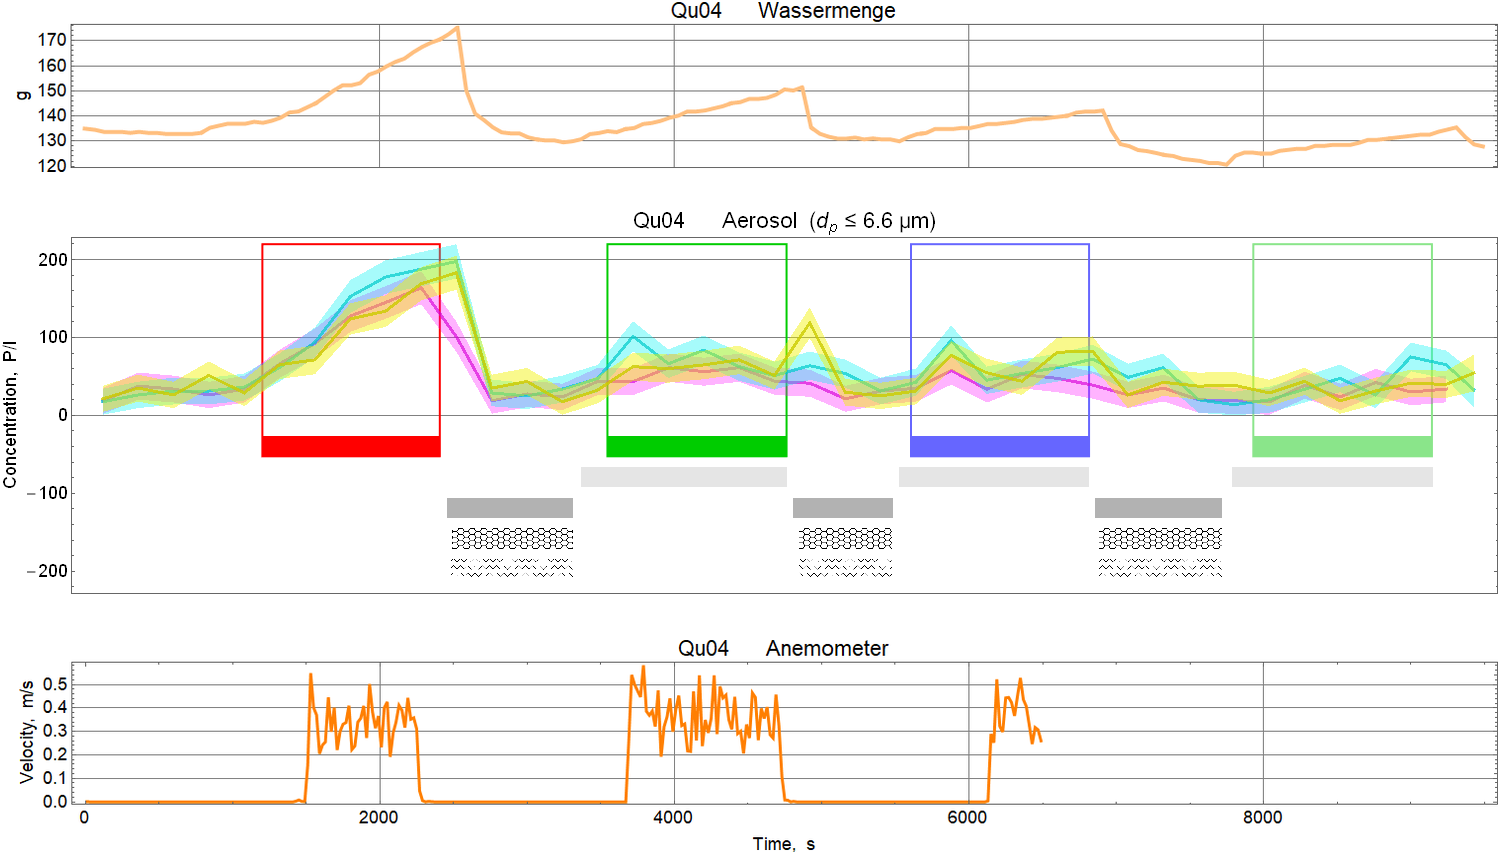 Qu04 Wassermenge
170
160
150
140
130
120
g
Qu04 Aerosol (dp ≤ 6.6 µm)
200
100
0
−100
−200
Concentration, P/l
Qu04 Anemometer
0.5
0.4
0.3
0.2
0.1
0.0
Velocity, m/s
0 2000 4000 6000 8000
Time, s